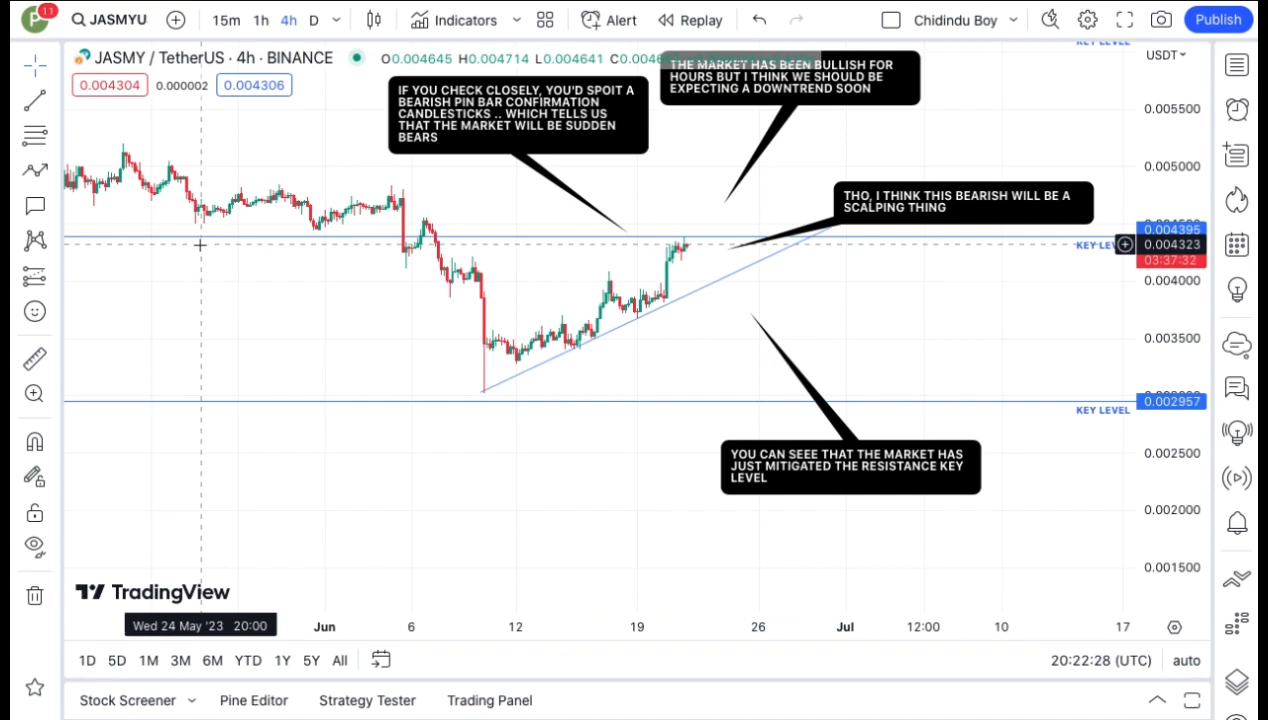 P 11 JASMYU 15m 1h 4h D Indicators Alert Replay Chidindu Boy Publish
KEY LEVEL
JASMY / TetherUS · 4h · BINANCE O0.004645 H0.004714 L0.004641
USDT
0.004304 0.000002 0.004306
THE MARKET HAS BEEN BULLISH FOR
HOURS BUT I THINK WE SHOULD BE
EXPECTING A DOWNTREND SOON
IF YOU CHECK CLOSELY, YOU'D SPOIT A
BEARISH PIN BAR CONFIRMATION
CANDLESTICKS .. WHICH TELLS US
THAT THE MARKET WILL BE SUDDEN
BEARS
THO, I THINK THIS BEARISH WILL BE A
SCALPING THING
YOU CAN SEEE THAT THE MARKET HAS
JUST MITIGATED THE RESISTANCE KEY
LEVEL
0.005500
0.005000
0.004395
KEY LEV 0.004323
03:37:32
0.004000
0.003500
0.002957
KEY LEVEL
0.002500
0.002000
0.001500
TradingView
Wed 24 May '23 20:00 Jun 6 12 19 26 Jul 12:00 10 17
1D 5D 1M 3M 6M YTD 1Y 5Y All 20:22:28 (UTC) auto
Stock Screener Pine Editor Strategy Tester Trading Panel